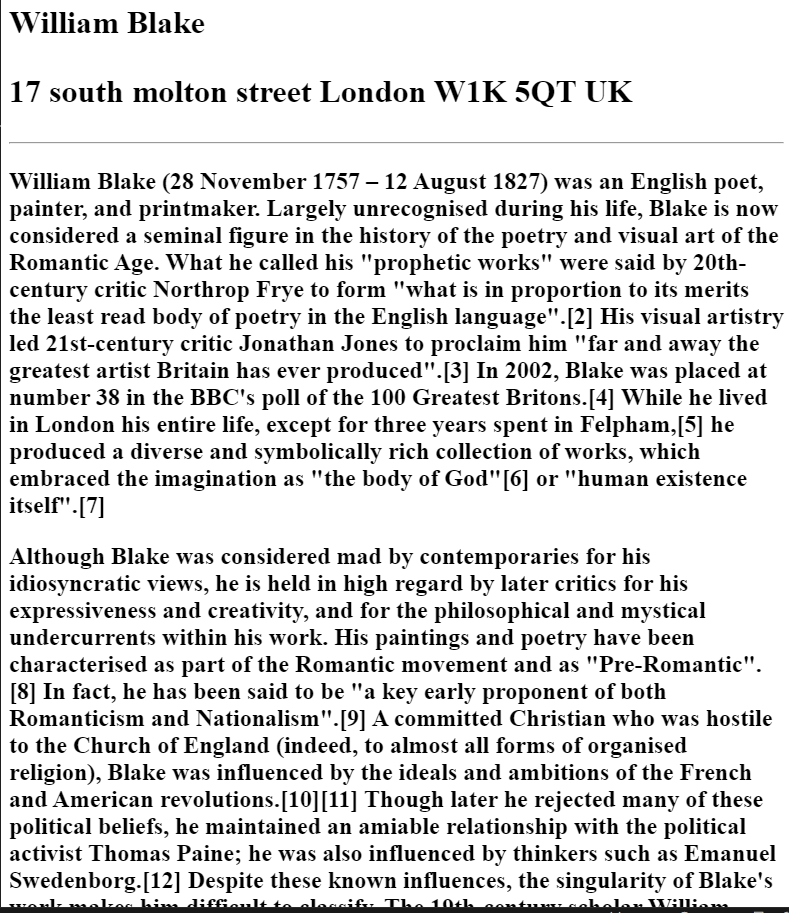 William Blake
17 south molton street London W1K 5QT UK
William Blake (28 November 1757 – 12 August 1827) was an English poet,
painter, and printmaker. Largely unrecognised during his life, Blake is now
considered a seminal figure in the history of the poetry and visual art of the
Romantic Age. What he called his "prophetic works" were said by 20th-
century critic Northrop Frye to form "what is in proportion to its merits
the least read body of poetry in the English language".[2] His visual artistry
led 21st-century critic Jonathan Jones to proclaim him "far and away the
greatest artist Britain has ever produced".[3] In 2002, Blake was placed at
number 38 in the BBC's poll of the 100 Greatest Britons.[4] While he lived
in London his entire life, except for three years spent in Felpham,[5] he
produced a diverse and symbolically rich collection of works, which
embraced the imagination as "the body of God"[6] or "human existence
itself".[7]
Although Blake was considered mad by contemporaries for his
idiosyncratic views, he is held in high regard by later critics for his
expressiveness and creativity, and for the philosophical and mystical
undercurrents within his work. His paintings and poetry have been
characterised as part of the Romantic movement and as "Pre-Romantic".
[8] In fact, he has been said to be "a key early proponent of both
Romanticism and Nationalism".[9] A committed Christian who was hostile
to the Church of England (indeed, to almost all forms of organised
religion), Blake was influenced by the ideals and ambitions of the French
and American revolutions.[10][11] Though later he rejected many of these
political beliefs, he maintained an amiable relationship with the political
activist Thomas Paine; he was also influenced by thinkers such as Emanuel
Swedenborg.[12] Despite these known influences, the singularity of Blake's
work makes him difficult to classify. The 19th-century scholar William